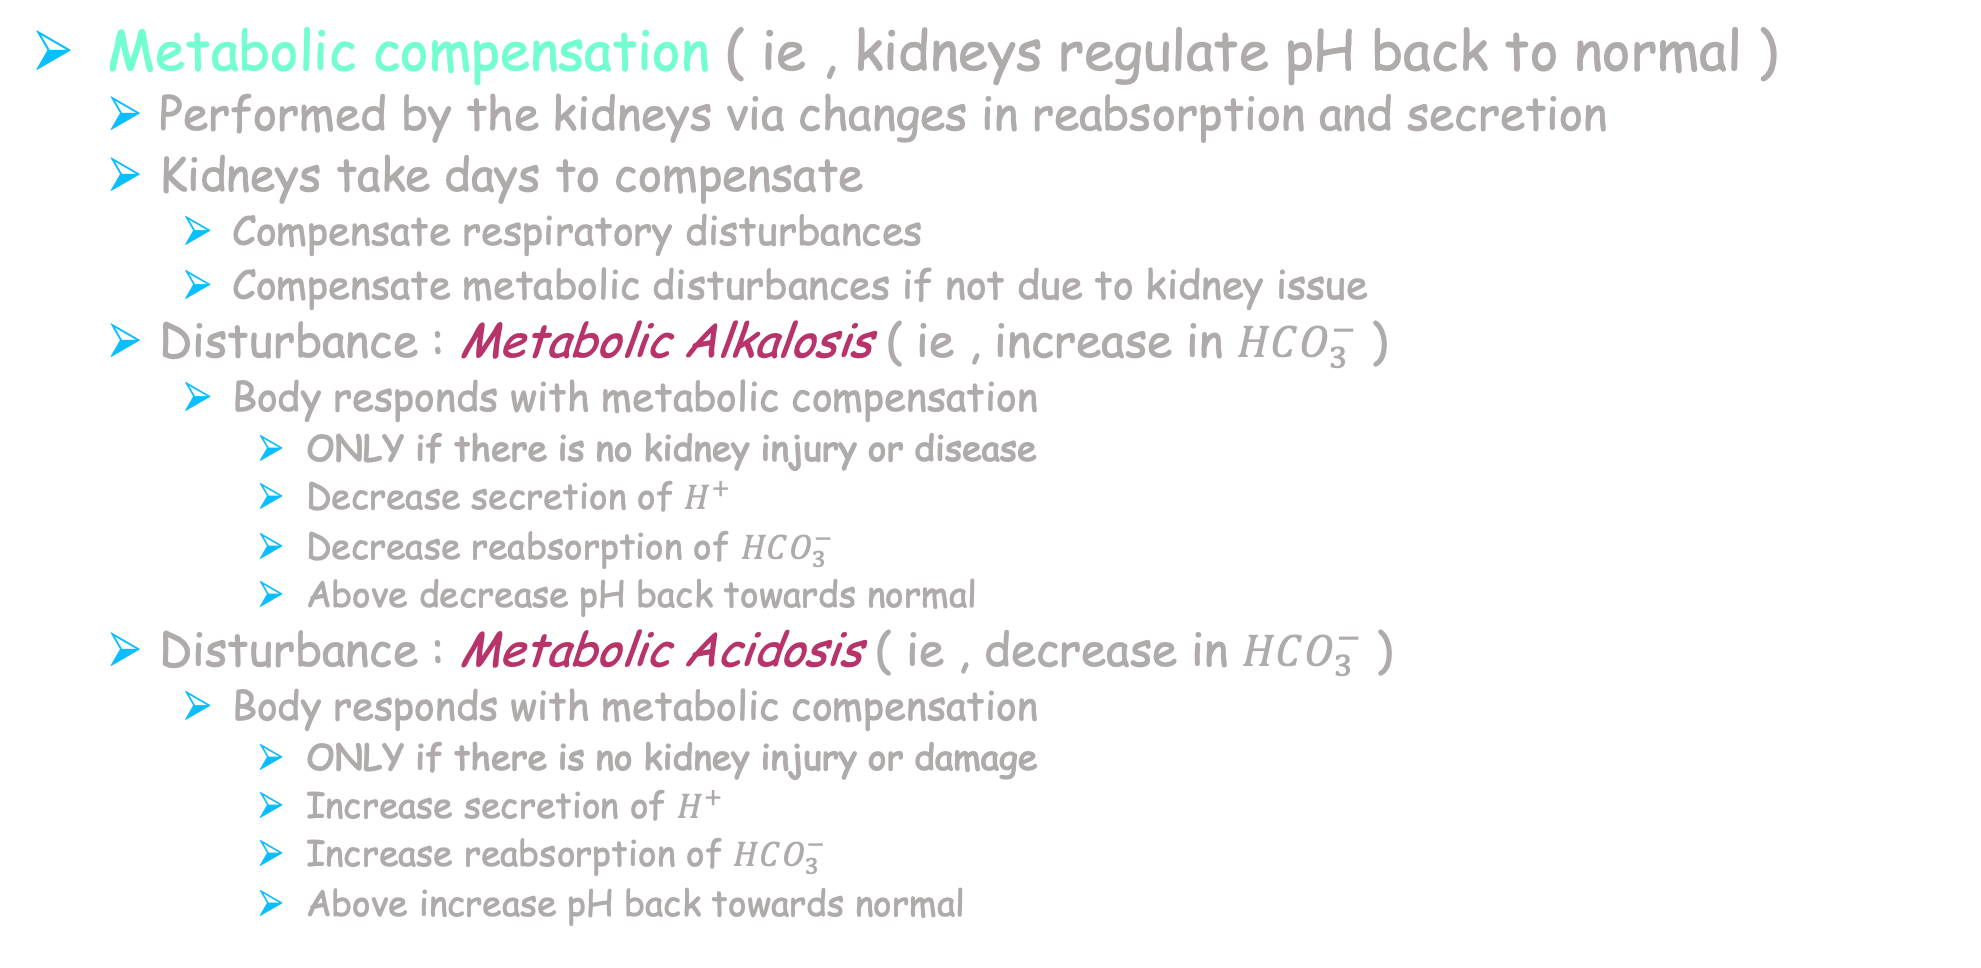 Metabolic compensation ( ie , kidneys regulate pH back to normal )
Performed by the kidneys via changes in reabsorption and secretion
Kidneys take days to compensate
Compensate respiratory disturbances
Compensate metabolic disturbances if not due to kidney issue
Disturbance : Metabolic Alkalosis ( ie , increase in HCO₃⁻ )
Body responds with metabolic compensation
ONLY if there is no kidney injury or disease
Decrease secretion of H⁺
Decrease reabsorption of HCO₃⁻
Above decrease pH back towards normal
Disturbance : Metabolic Acidosis ( ie , decrease in HCO₃⁻ )
Body responds with metabolic compensation
ONLY if there is no kidney injury or damage
Increase secretion of H⁺
Increase reabsorption of HCO₃⁻
Above increase pH back towards normal